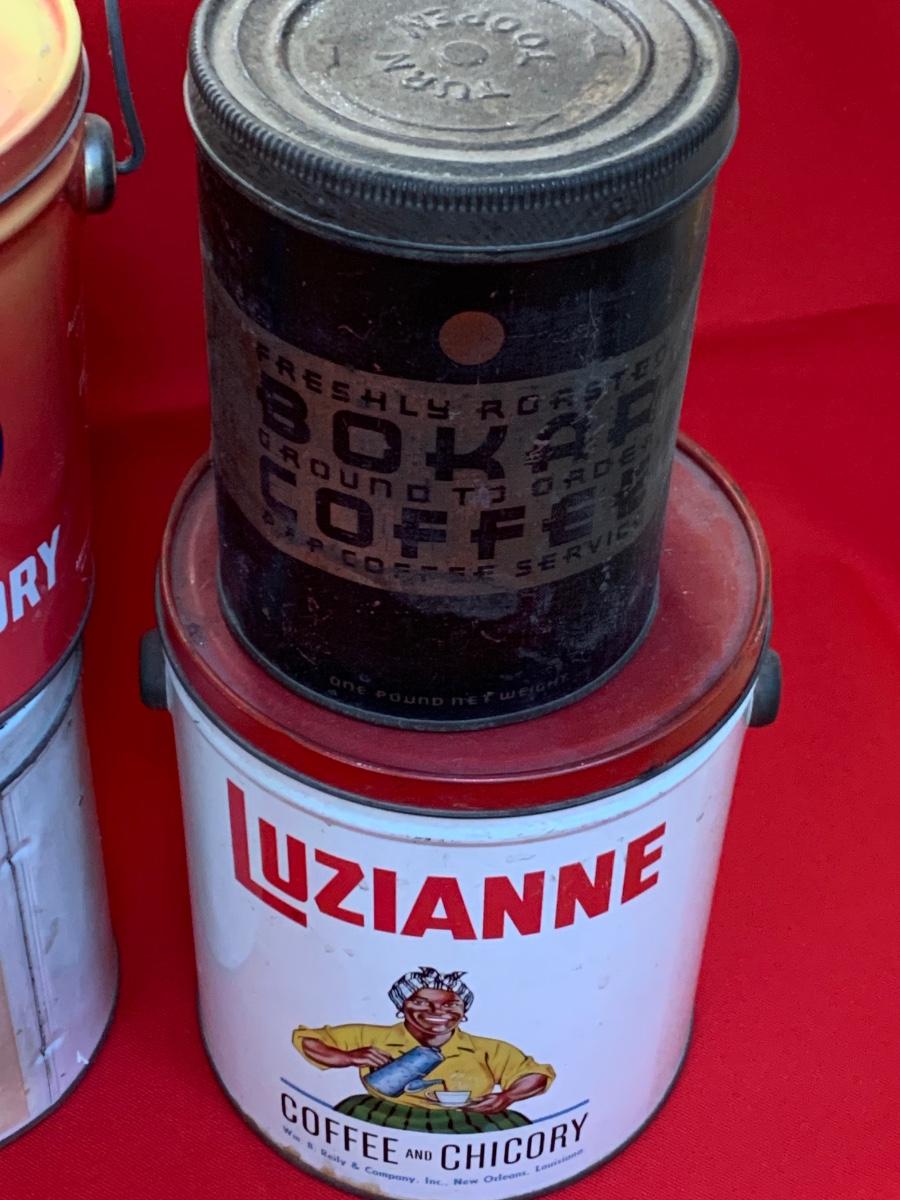 TURN TO OPEN
FRESHLY ROASTED
BOKAR
GROUND TO ORDER
COFFEE
A&P COFFEE SERVICE
ONE POUND NET WEIGHT
ORY
LUZIANNE
COFFEE AND CHICORY
Wm. B. Reily & Company, Inc., New Orleans, Louisiana